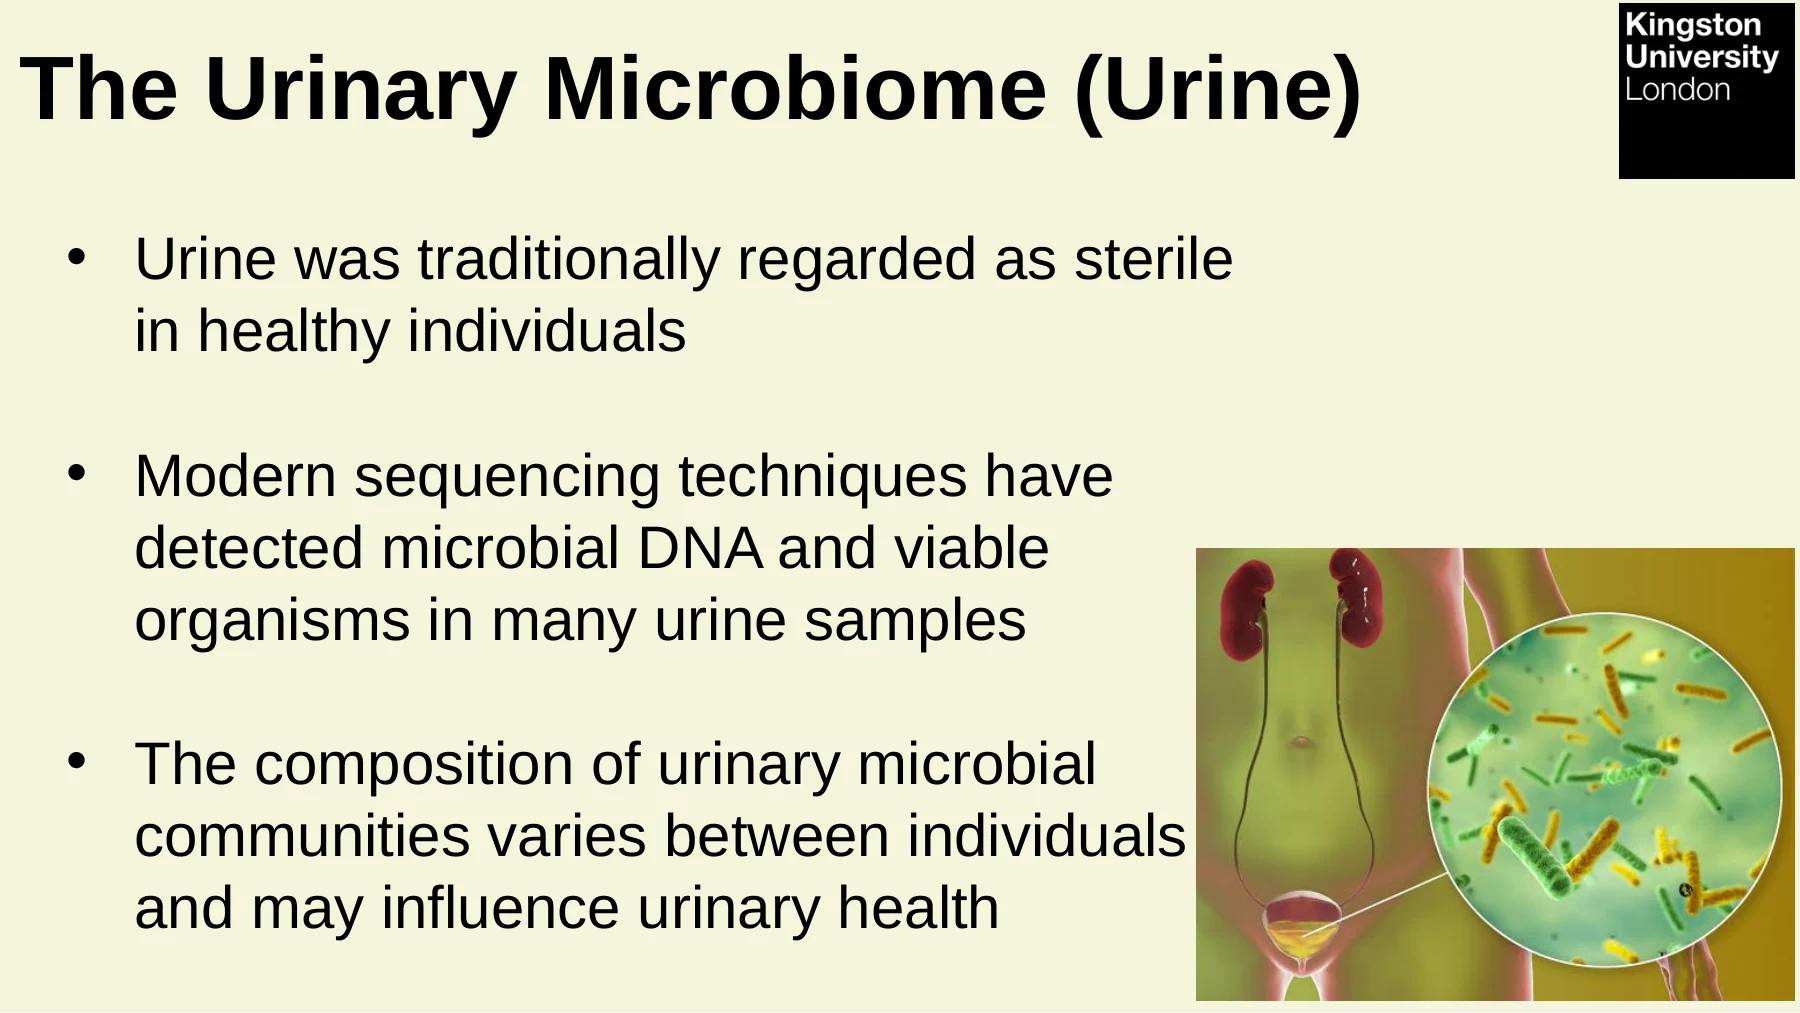 The Urinary Microbiome (Urine)
Kingston
University
London
• Urine was traditionally regarded as sterile
in healthy individuals
• Modern sequencing techniques have
detected microbial DNA and viable
organisms in many urine samples
• The composition of urinary microbial
communities varies between individuals
and may influence urinary health